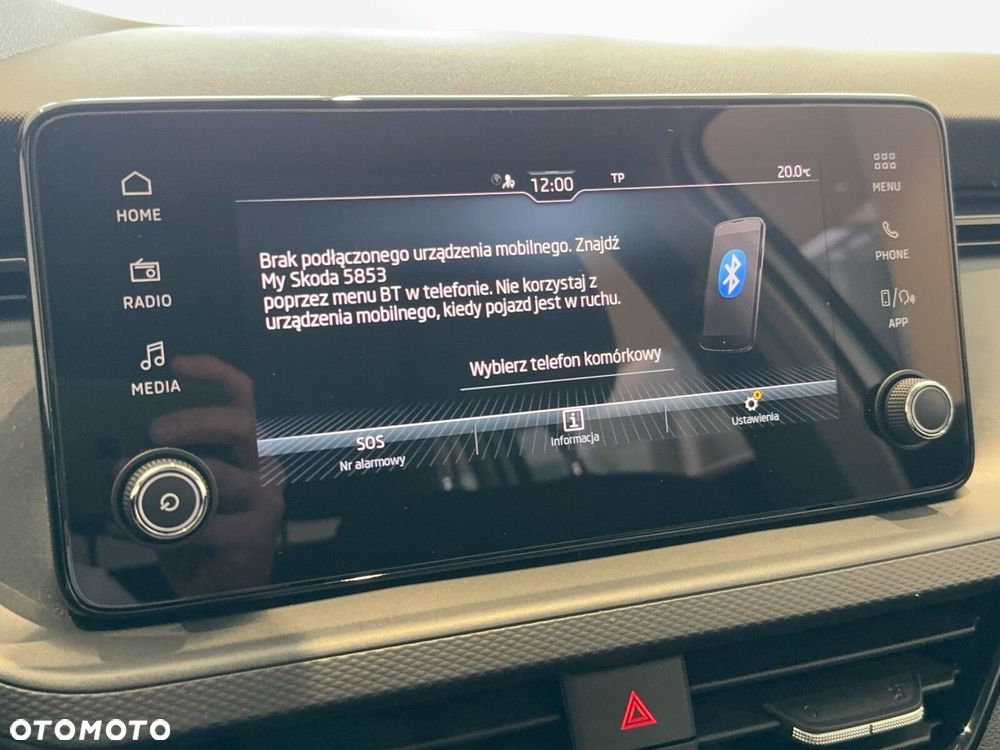 12:00
TP
20.0°C
HOME
RADIO
MEDIA
MENU
PHONE
APP
Brak podłączonego urządzenia mobilnego. Znajdź
My Skoda 5853
poprzez menu BT w telefonie. Nie korzystaj z
urządzenia mobilnego, kiedy pojazd jest w ruchu.
Wybierz telefon komórkowy
SOS
Nr alarmowy
Informacja
Ustawienia
OTOMOTO